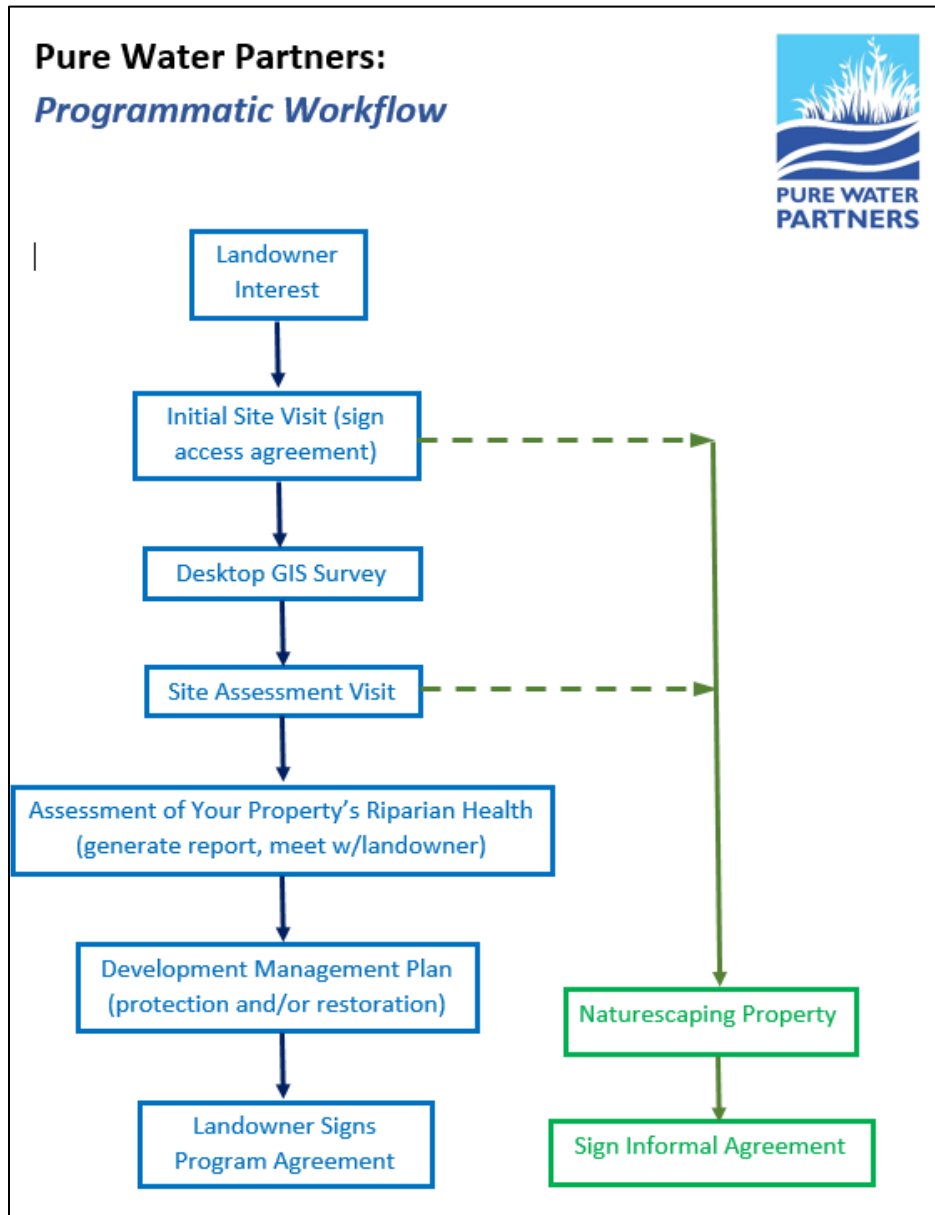 Pure Water Partners:
Programmatic Workflow
PURE WATER
PARTNERS
Landowner
Interest
Initial Site Visit (sign
access agreement)
Desktop GIS Survey
Site Assessment Visit
Assessment of Your Property's Riparian Health
(generate report, meet w/landowner)
Development Management Plan
(protection and/or restoration)
Landowner Signs
Program Agreement
Naturescaping Property
Sign Informal Agreement